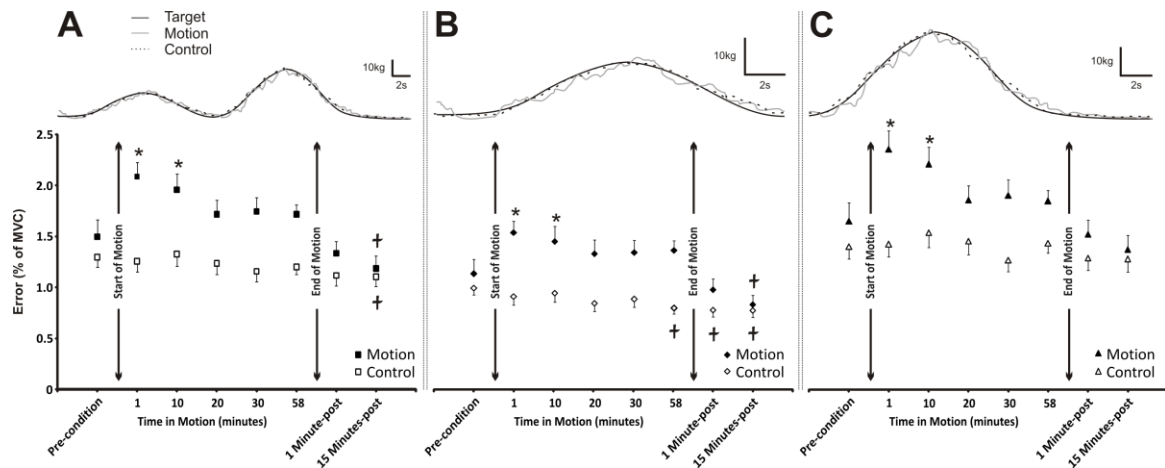 A
Target
Motion
Control
10kg
2s
B
10kg
2s
C
10kg
2s
Error (% of MVC)
2.5
2.0
1.5
1.0
0.5
0
*
*
Start of Motion
End of Motion
✝
✝
Motion
Control
Pre-condition
1
10
20
30
58
1 Minute-post
15 Minutes-post
Time in Motion (minutes)
*
*
Start of Motion
End of Motion
✝
✝
✝
✝
Motion
Control
Pre-condition
1
10
20
30
58
1 Minute-post
15 Minutes-post
Time in Motion (minutes)
*
*
Start of Motion
End of Motion
Motion
Control
Pre-condition
1
10
20
30
58
1 Minute-post
15 Minutes-post
Time in Motion (minutes)